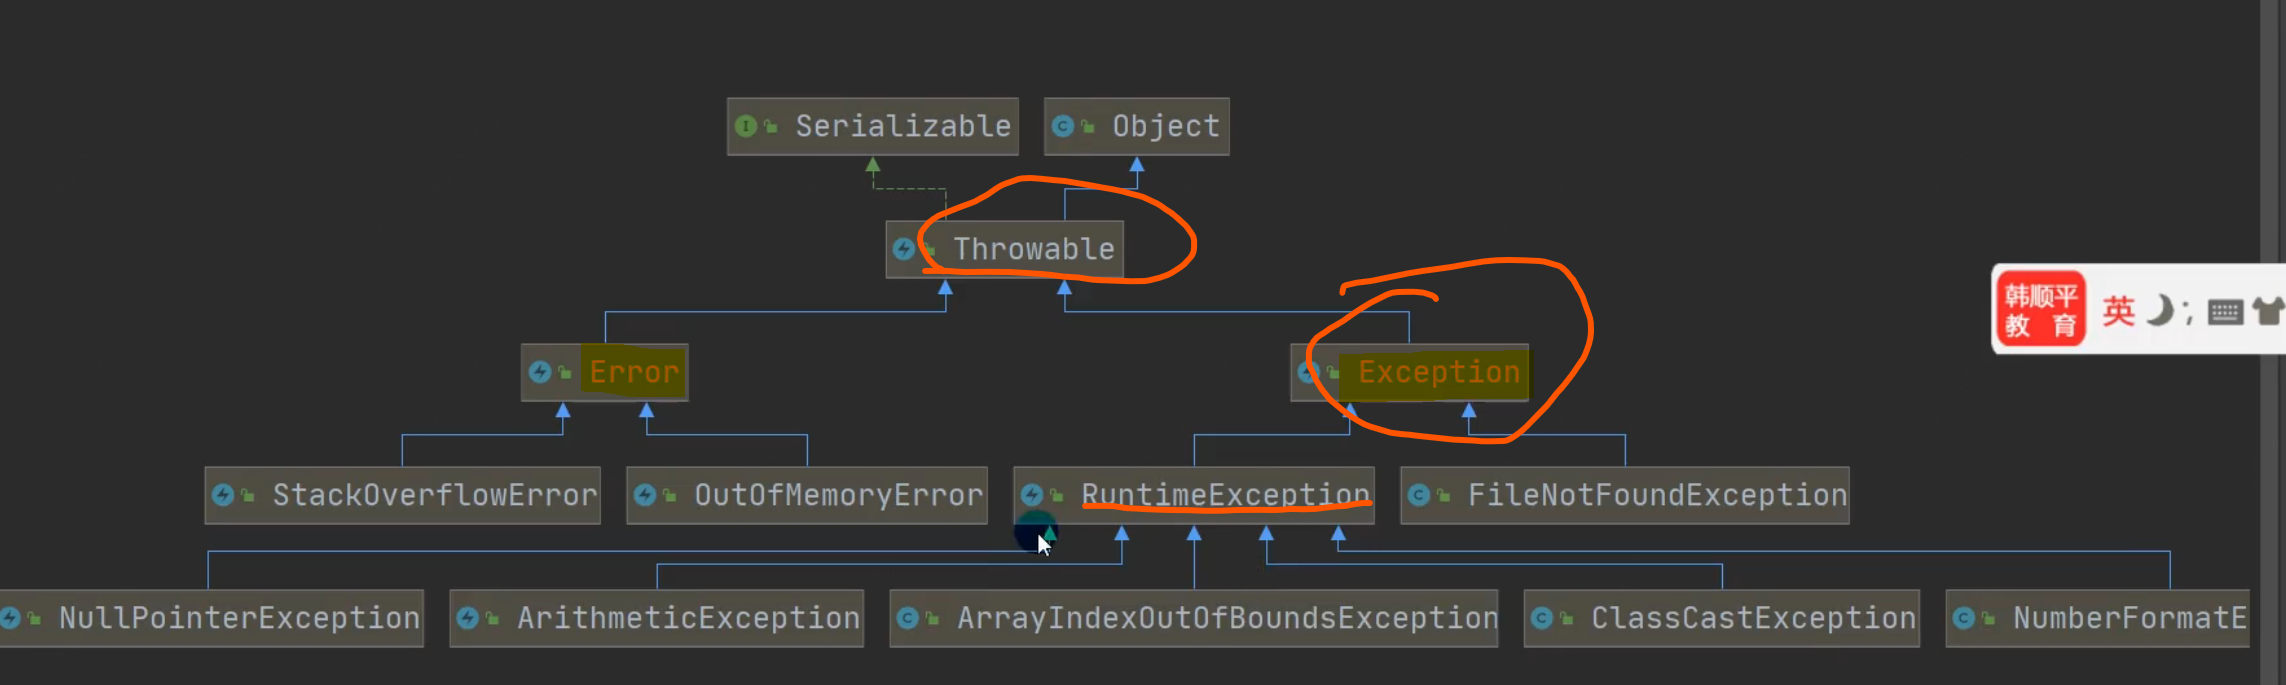 Serializable
Object
Throwable
Error
Exception
StackOverflowError
OutOfMemoryError
RuntimeException
FileNotFoundException
NullPointerException
ArithmeticException
ArrayIndexOutOfBoundsException
ClassCastException
NumberFormatE
韩顺平
教 育
英